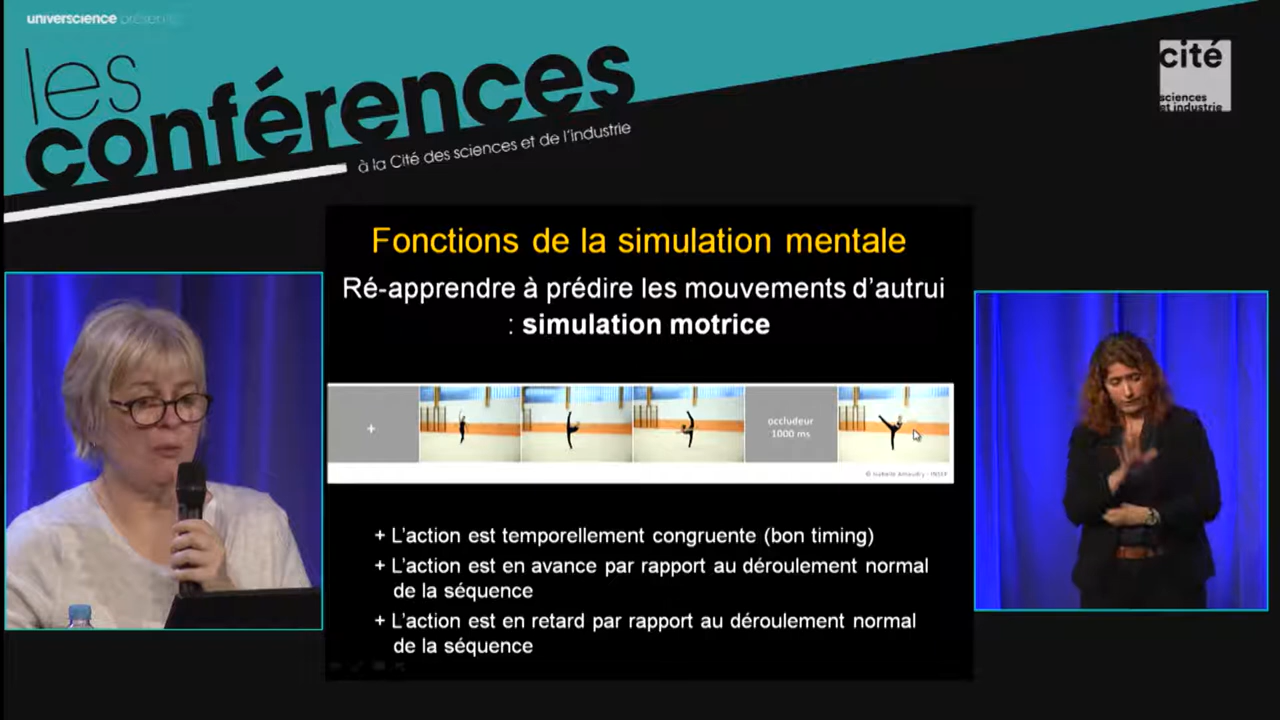 universcience présente
les
conférences
à la Cité des sciences et de l'industrie
cité
sciences
et industrie
Fonctions de la simulation mentale
Ré-apprendre à prédire les mouvements d'autrui
: simulation motrice
+
occludeur
1000 ms
+ L'action est temporellement congruente (bon timing)
+ L'action est en avance par rapport au déroulement normal
de la séquence
+ L'action est en retard par rapport au déroulement normal
de la séquence